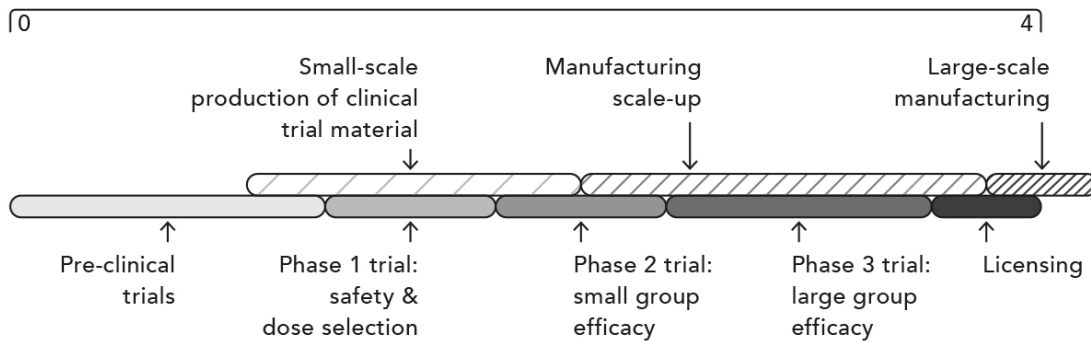 0
4
Small-scale
production of clinical
trial material
Manufacturing
scale-up
Large-scale
manufacturing
Pre-clinical
trials
Phase 1 trial:
safety &
dose selection
Phase 2 trial:
small group
efficacy
Phase 3 trial:
large group
efficacy
Licensing